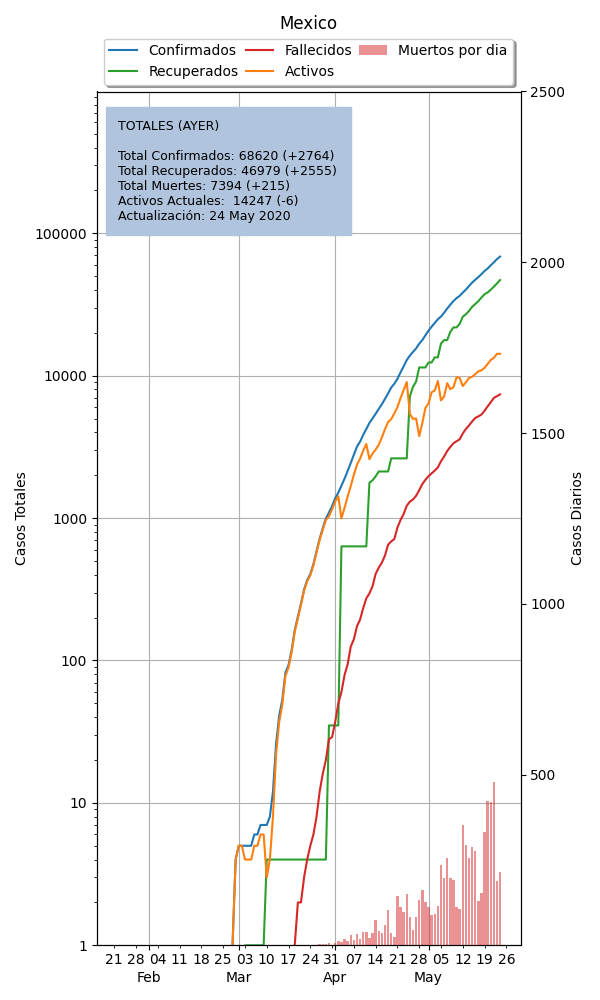 Mexico
Confirmados
Recuperados
Fallecidos
Activos
Muertos por dia
TOTALES (AYER)
Total Confirmados: 68620 (+2764)
Total Recuperados: 46979 (+2555)
Total Muertes: 7394 (+215)
Activos Actuales:  14247 (-6)
Actualización: 24 May 2020
Casos Totales
100000
10000
1000
100
10
1
2500
2000
1500
1000
500
Casos Diarios
21 28 04 11 18 25 03 10 17 24 31 07 14 21 28 05 12 19 26
Feb Mar Apr May